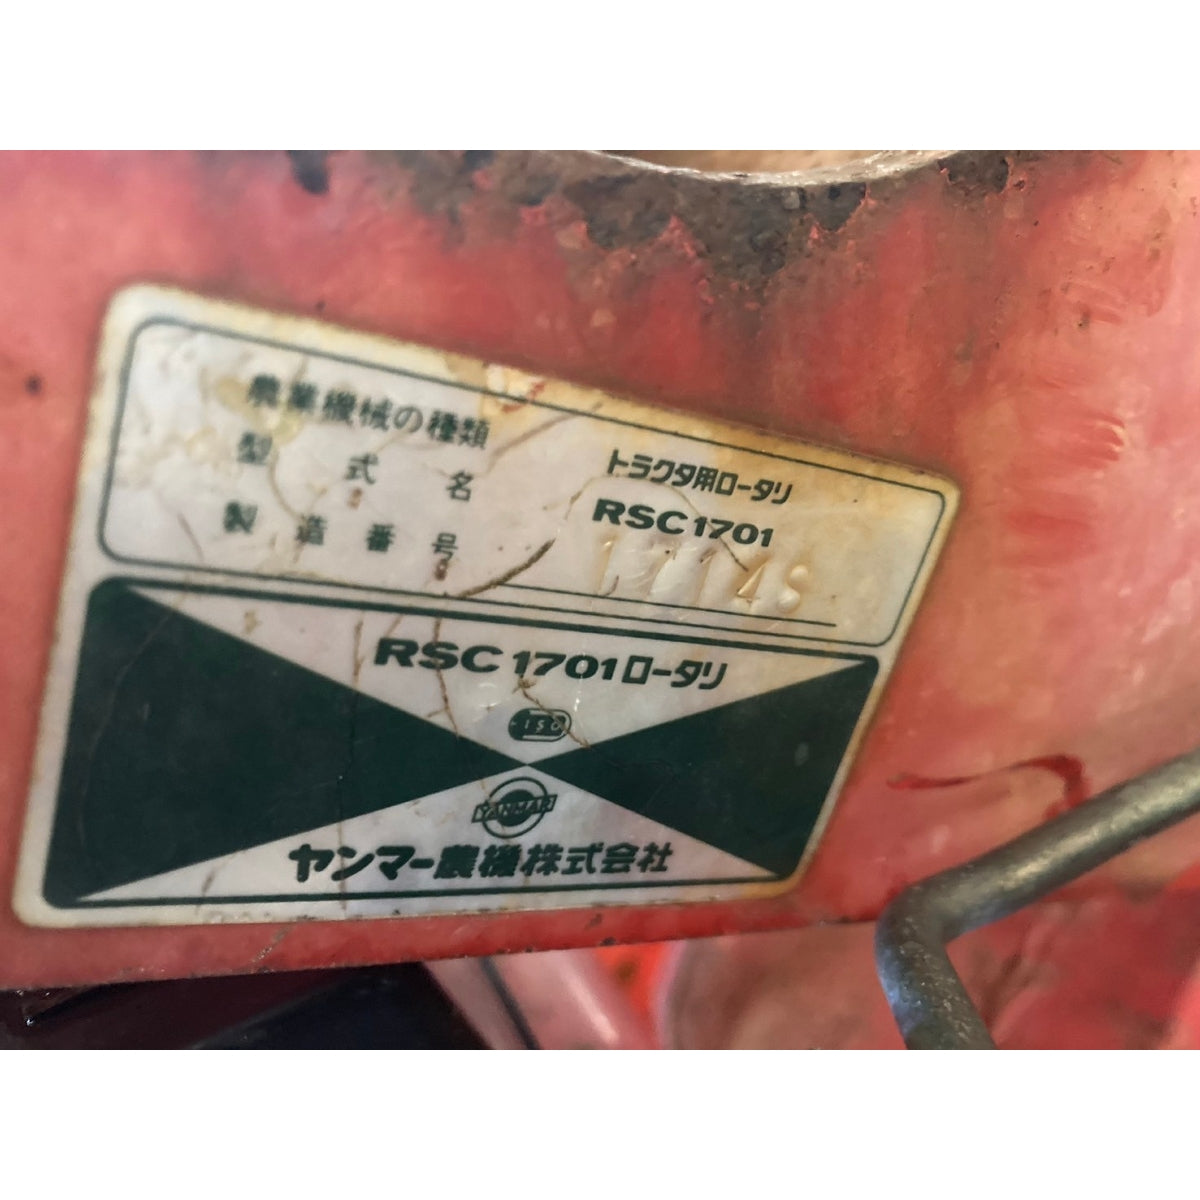 農業機械の種類 トラクタ用ロータリ
型式名 RSC1701
製造番号
RSC1701ロータリ
ISO
YANMAR
ヤンマー農機株式会社